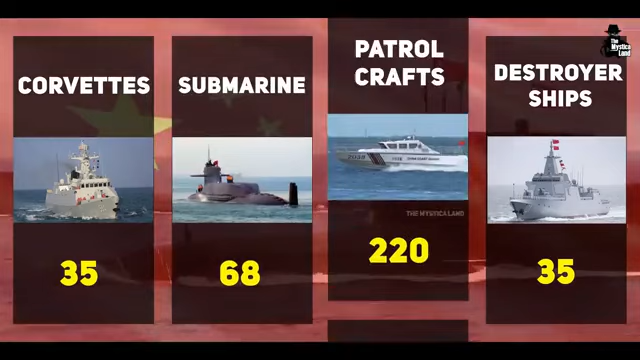 CORVETTES
35
SUBMARINE
68
PATROL
CRAFTS
THE MYSTICA LAND
220
DESTROYER
SHIPS
35
The
Mystica
Land